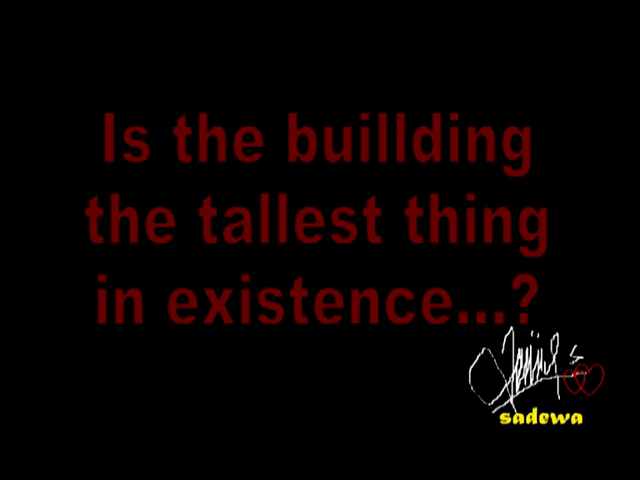 Is the buillding
the tallest thing
in existence...?
sadewa